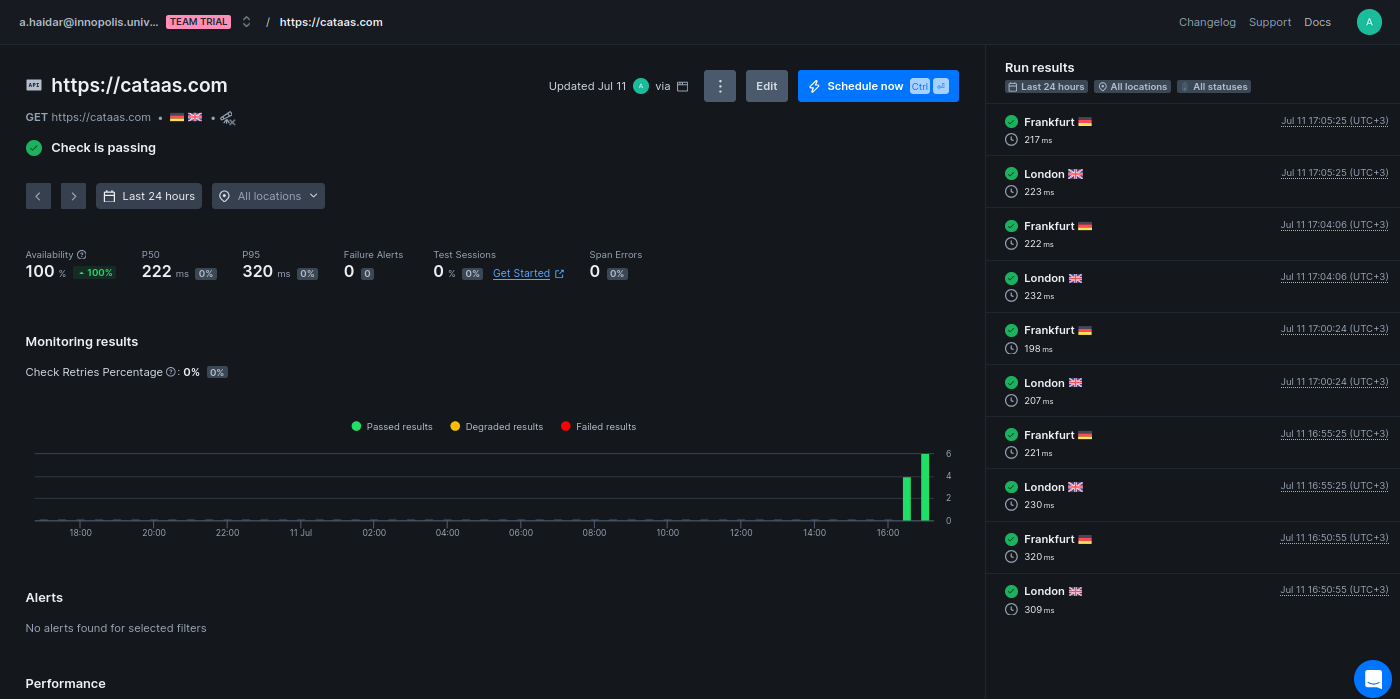 a.haidar@innopolis.univ... TEAM TRIAL / https://cataas.com
Changelog Support Docs A
API https://cataas.com
Updated Jul 11 A via
Edit
Schedule now Ctrl ⏎
GET https://cataas.com • •
Check is passing
Last 24 hours
All locations
Availability
100 % 100%
P50
222 ms 0%
P95
320 ms 0%
Failure Alerts
0 0
Test Sessions
0 % 0% Get Started
Span Errors
0 0%
Monitoring results
Check Retries Percentage : 0% 0%
Passed results Degraded results Failed results
6
4
2
0
18:00 20:00 22:00 11 Jul 02:00 04:00 06:00 08:00 10:00 12:00 14:00 16:00
Alerts
No alerts found for selected filters
Performance
Run results
Last 24 hours All locations All statuses
Frankfurt Jul 11 17:05:25 (UTC+3)
217 ms
London Jul 11 17:05:25 (UTC+3)
223 ms
Frankfurt Jul 11 17:04:06 (UTC+3)
222 ms
London Jul 11 17:04:06 (UTC+3)
232 ms
Frankfurt Jul 11 17:00:24 (UTC+3)
198 ms
London Jul 11 17:00:24 (UTC+3)
207 ms
Frankfurt Jul 11 16:55:25 (UTC+3)
221 ms
London Jul 11 16:55:25 (UTC+3)
230 ms
Frankfurt Jul 11 16:50:55 (UTC+3)
320 ms
London Jul 11 16:50:55 (UTC+3)
309 ms